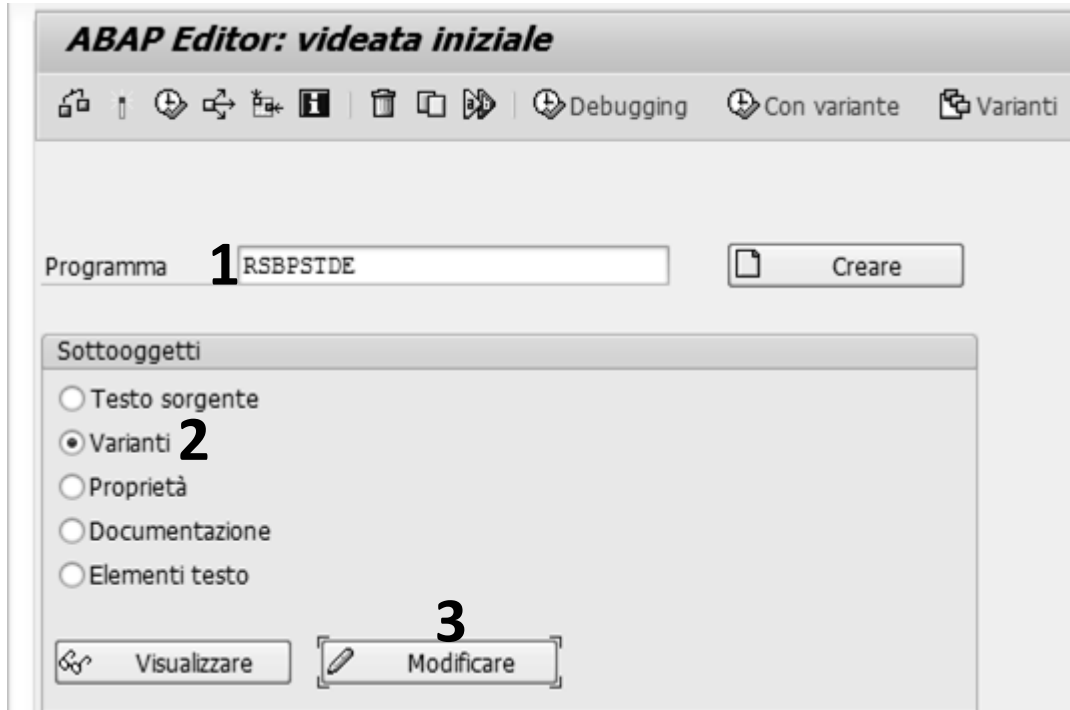 ABAP Editor: videata iniziale
Debugging Con variante Varianti
Programma 1 RSBPSTDE Creare
Sottooggetti
Testo sorgente
Varianti 2
Proprietà
Documentazione
Elementi testo
3
Visualizzare Modificare